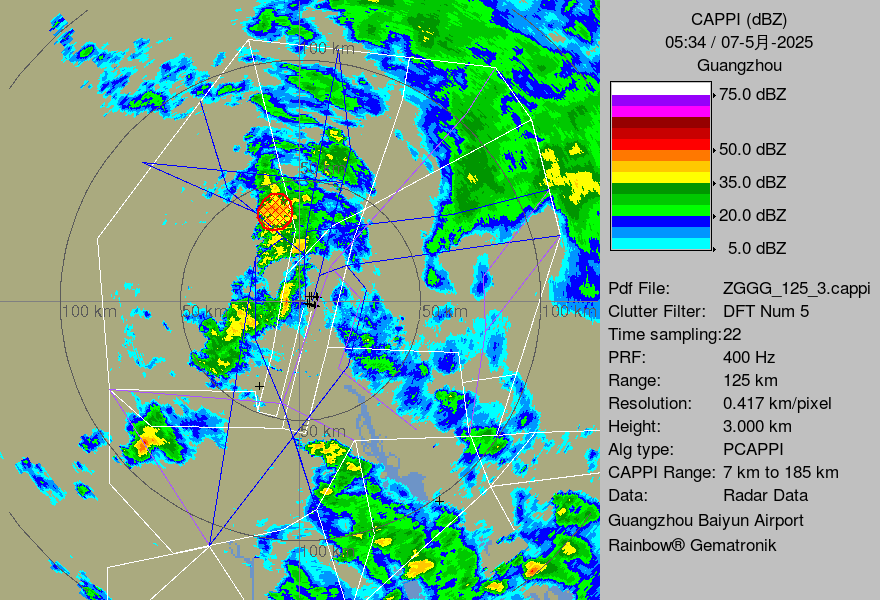 CAPPI (dBZ)
05:34 / 07-5月-2025
Guangzhou
75.0 dBZ
50.0 dBZ
35.0 dBZ
20.0 dBZ
5.0 dBZ
Pdf File: ZGGG_125_3.cappi
Clutter Filter: DFT Num 5
Time sampling:22
PRF: 400 Hz
Range: 125 km
Resolution: 0.417 km/pixel
Height: 3.000 km
Alg type: PCAPPI
CAPPI Range: 7 km to 185 km
Data: Radar Data
Guangzhou Baiyun Airport
Rainbow® Gematronik
100 km
100 km
50 km
50 km
100 km
50 km
100 km